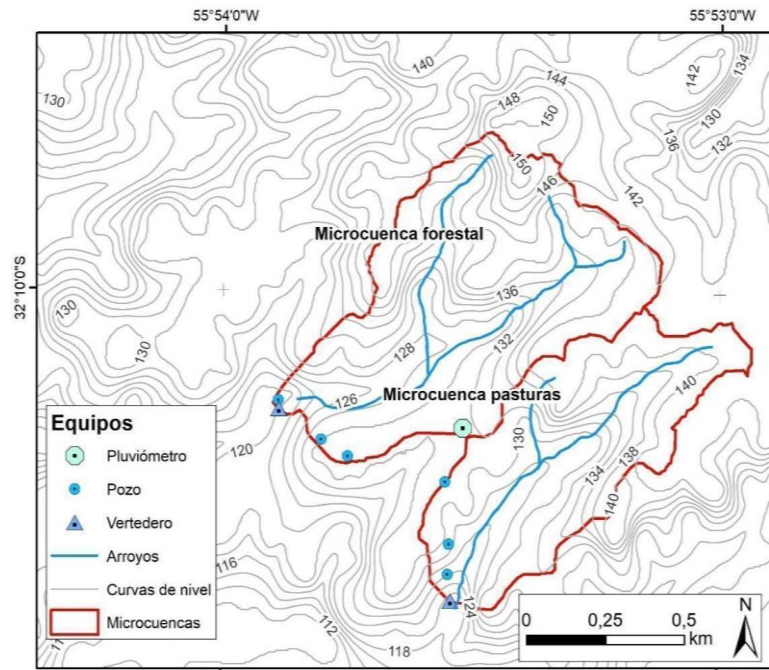 55°54'0"W
55°53'0"W
140
144
142
134
130
148
150
130
132
136
150
146
142
Microcuenca forestal
32°10'0"S
136
130
132
128
130
126
Microcuenca pasturas
140
120
130
134
138
140
116
112
124
118
Equipos
Pluviómetro
Pozo
Vertedero
Arroyos
Curvas de nivel
Microcuencas
N
0 0,25 0,5
km